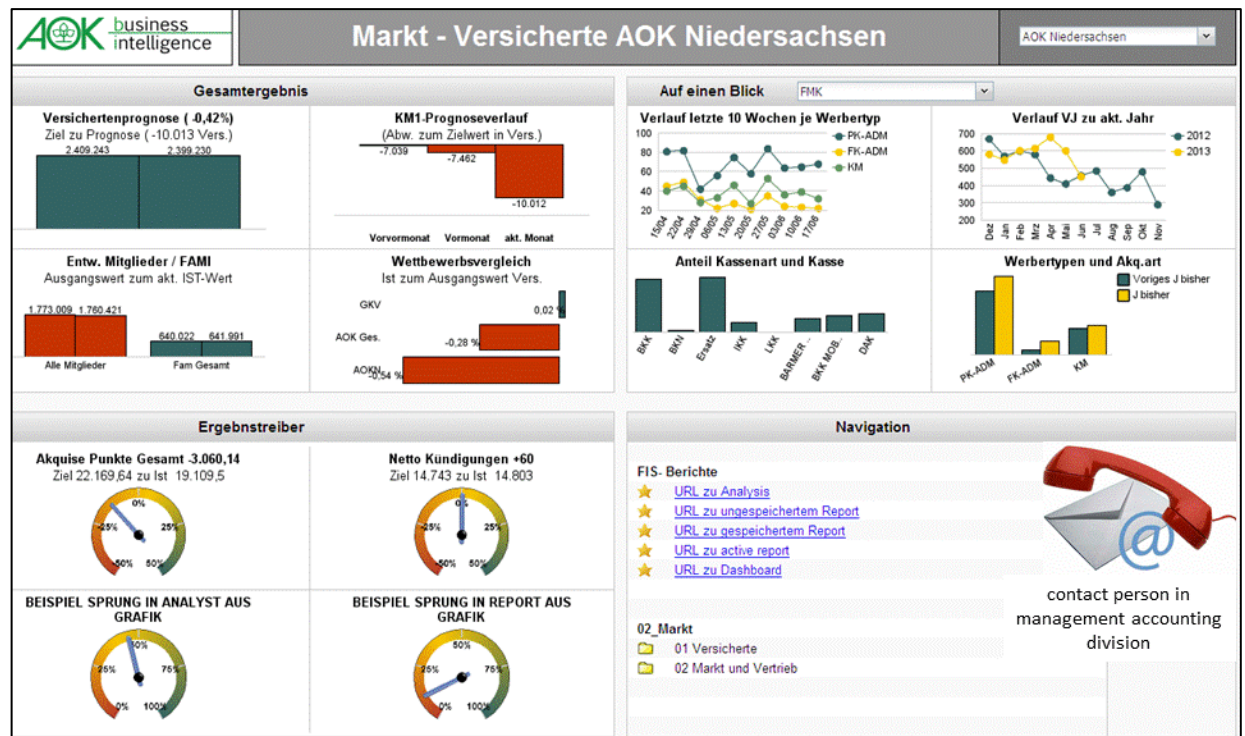 AOK business intelligence
Markt - Versicherte AOK Niedersachsen
AOK Niedersachsen
Gesamtergebnis
Versichertenprognose ( -0,42%)
Ziel zu Prognose ( -10.013 Vers.)
2.409.243 2.399.230
KM1-Prognoseverlauf
(Abw. zum Zielwert in Vers.)
-7.039 -7.462 -10.012
Vorvormonat Vormonat akt. Monat
Entw. Mitglieder / FAMI
Ausgangswert zum akt. IST-Wert
1.773.009 1.760.421 640.022 641.991
Alle Mitglieder Fam Gesamt
Wettbewerbsvergleich
Ist zum Ausgangswert Vers.
GKV 0,02 %
AOK Ges. -0,28 %
AOKN -0,54 %
Auf einen Blick FMK
Verlauf letzte 10 Wochen je Werbertyp
100
80
60
40
20
PK-ADM
FK-ADM
KM
15/04 22/04 29/04 06/05 13/05 20/05 27/05 03/06 10/06 17/06
Verlauf VJ zu akt. Jahr
700
600
500
400
300
200
2012
2013
Dez Jan Feb Mrz Apr Mai Jun Jul Aug Sep Okt Nov
Anteil Kassenart und Kasse
BKK BKN Ersatz IKK LKK BARMER ... BKK MOB... DAK
Werbertypen und Akq.art
Voriges J bisher
J bisher
PK-ADM FK-ADM KM
Ergebnstreiber
Akquise Punkte Gesamt -3.060,14
Ziel 22.169,64 zu Ist 19.109,5
0%
-25% 25%
-50% 50%
Netto Kündigungen +60
Ziel 14.743 zu Ist 14.803
0%
-25% 25%
-50% 50%
BEISPIEL SPRUNG IN ANALYST AUS
GRAFIK
50%
25% 75%
0% 100%
BEISPIEL SPRUNG IN REPORT AUS
GRAFIK
50%
25% 75%
0% 100%
Navigation
FIS- Berichte
URL zu Analysis
URL zu ungespeichertem Report
URL zu gespeichertem Report
URL zu active report
URL zu Dashboard
02_Markt
01 Versicherte
02 Markt und Vertrieb
@
contact person in
management accounting
division